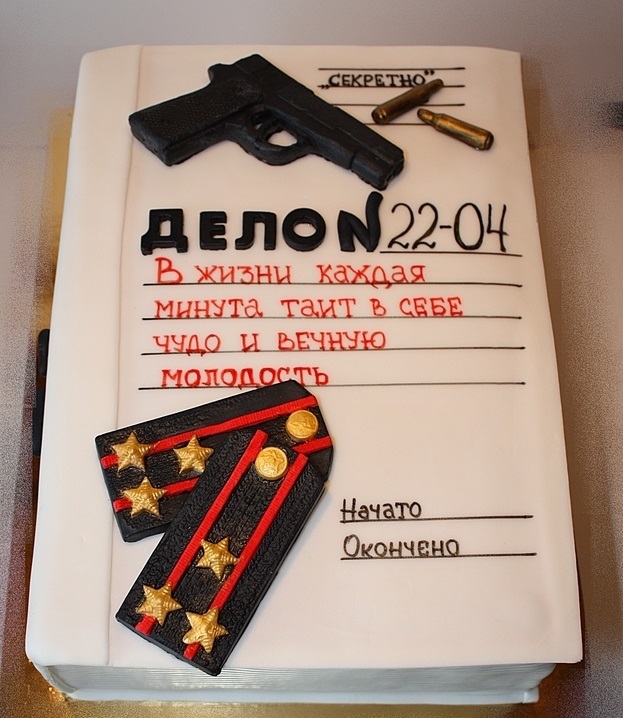 „СЕКРЕТНО"
ДЕЛО N 22-04
В ЖИЗНИ КАЖДАЯ
МИНУТА ТАИТ В СЕБЕ
ЧУДО И ВЕЧНУЮ
МОЛОДОСТЬ
Начато
Окончено